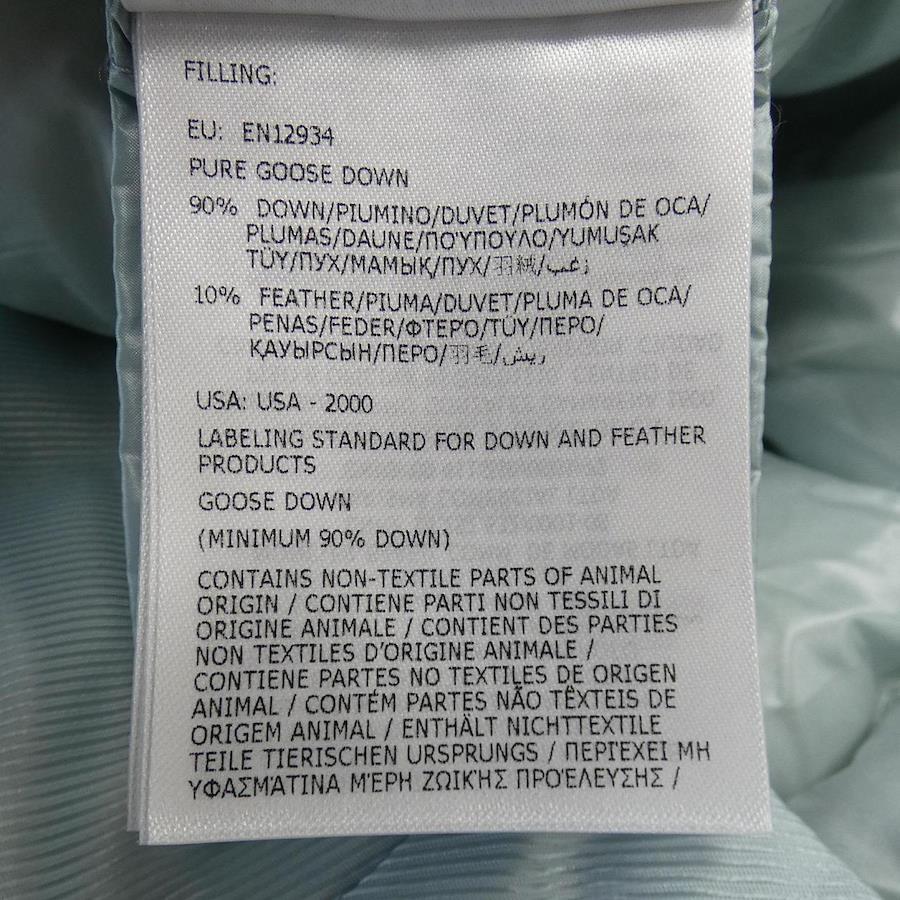 FILLING:
EU: EN12934
PURE GOOSE DOWN
90% DOWN/PIUMINO/DUVET/PLUMÓN DE OCA/
PLUMAS/DAUNE/ΠΟΎΠΟΥΛΟ/YUMUŞAK
TÜY/ПУХ/МАМЫҚ/ПУХ/羽絨/زغب
10% FEATHER/PIUMA/DUVET/PLUMA DE OCA/
PENAS/FEDER/ΦΤΕΡΌ/TÜY/ПЕРО/
ҚАУЫРСЫН/ПЕРО/羽毛/ريش
USA: USA - 2000
LABELING STANDARD FOR DOWN AND FEATHER
PRODUCTS
GOOSE DOWN
(MINIMUM 90% DOWN)
CONTAINS NON-TEXTILE PARTS OF ANIMAL
ORIGIN / CONTIENE PARTI NON TESSILI DI
ORIGINE ANIMALE / CONTIENT DES PARTIES
NON TEXTILES D'ORIGINE ANIMALE /
CONTIENE PARTES NO TEXTILES DE ORIGEN
ANIMAL / CONTÉM PARTES NÃO TÊXTEIS DE
ORIGEM ANIMAL / ENTHÄLT NICHTTEXTILE
TEILE TIERISCHEN URSPRUNGS / ΠΕΡΙΈΧΕΙ ΜΗ
ΥΦΑΣΜΆΤΙΝΑ ΜΈΡΗ ΖΩΙΚΉΣ ΠΡΟΈΛΕΥΣΗΣ /